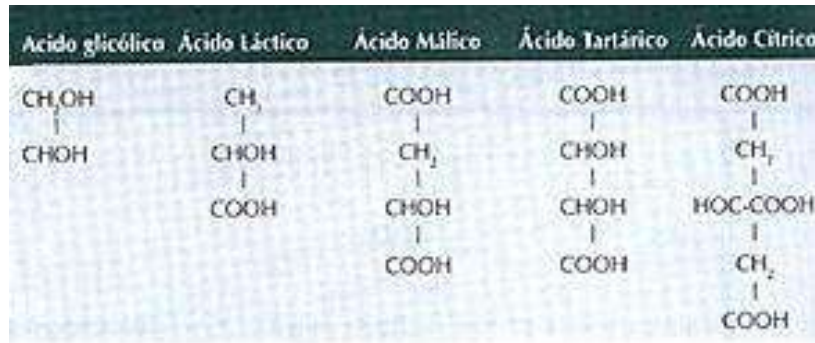 Acido glicólico Ácido Láctico Ácido Málico Ácido Tartárico Ácido Cítrico
CH₂OH CH₃ COOH COOH COOH
CHOH CHOH CH₂ CHOH CH₂
COOH CHOH CHOH HOC-COOH
COOH COOH CH₂
COOH